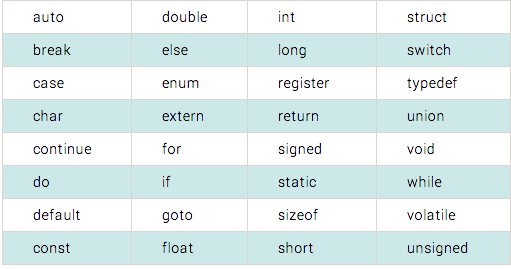 auto double int struct
break else long switch
case enum register typedef
char extern return union
continue for signed void
do if static while
default goto sizeof volatile
const float short unsigned